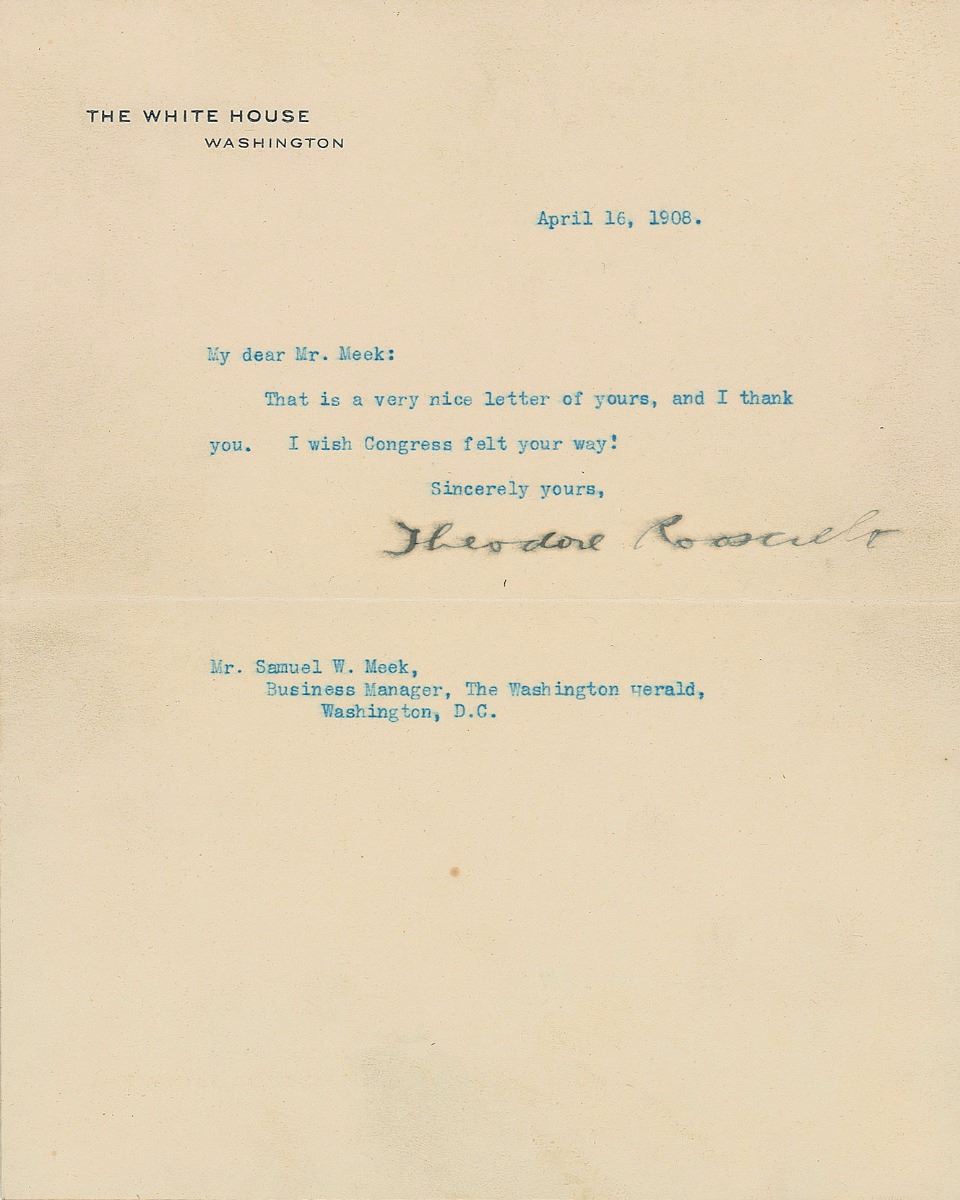 THE WHITE HOUSE
WASHINGTON
April 16, 1908.
My dear Mr. Meek:
That is a very nice letter of yours, and I thank
you. I wish Congress felt your way!
Sincerely yours,
Theodore Roosevelt
Mr. Samuel W. Meek,
Business Manager, The Washington Herald,
Washington, D.C.